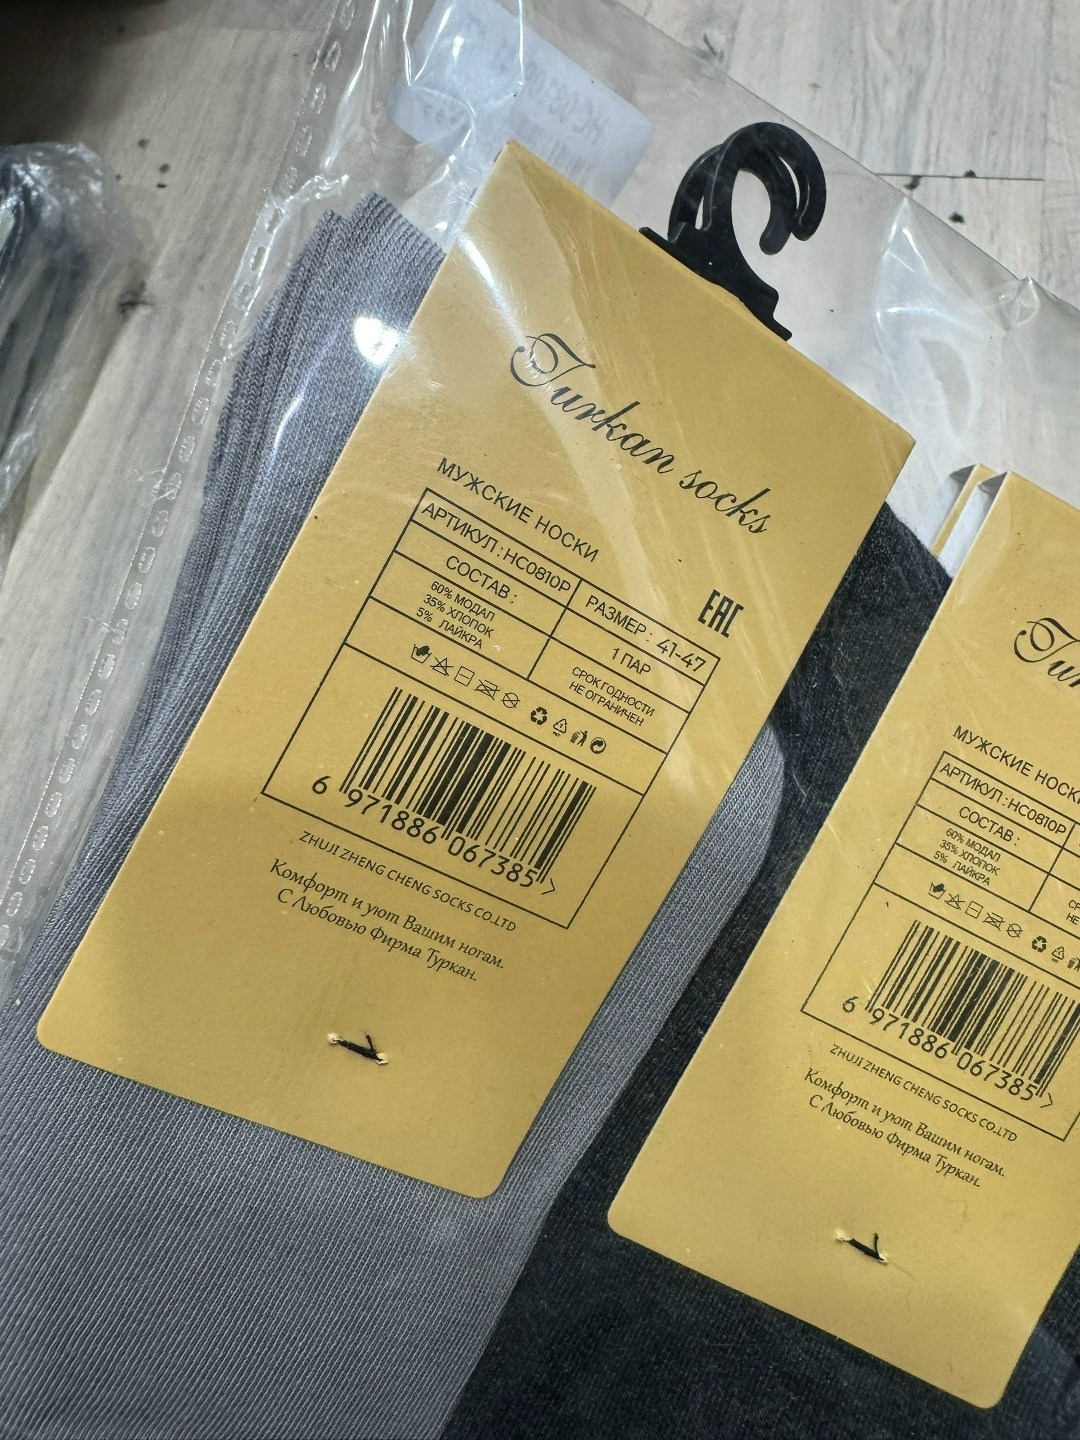 Turkan socks
МУЖСКИЕ НОСКИ
EAC
АРТИКУЛ : HC0810P
РАЗМЕР : 41-47
СОСТАВ :
60% МОДАЛ
35% ХЛОПОК
5% ЛАЙКРА
1 ПАР
СРОК ГОДНОСТИ
НЕ ОГРАНИЧЕН
6 971886 067385 >
ZHUJI ZHENG CHENG SOCKS CO.LTD
Комфорт и уют Вашим ногам.
С Любовью Фирма Туркан.
МУЖСКИЕ НОСКИ
АРТИКУЛ : HC0810P
СОСТАВ :
60% МОДАЛ
35% ХЛОПОК
5% ЛАЙКРА
6 971886 067385 >
ZHUJI ZHENG CHENG SOCKS CO.LTD
Комфорт и уют Вашим ногам.
С Любовью Фирма Туркан.